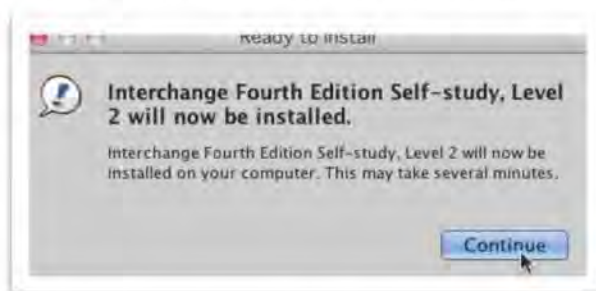 Ready to Install
Interchange Fourth Edition Self-study, Level
2 will now be installed.
Interchange Fourth Edition Self-study, Level 2 will now be
installed on your computer. This may take several minutes.
Continue